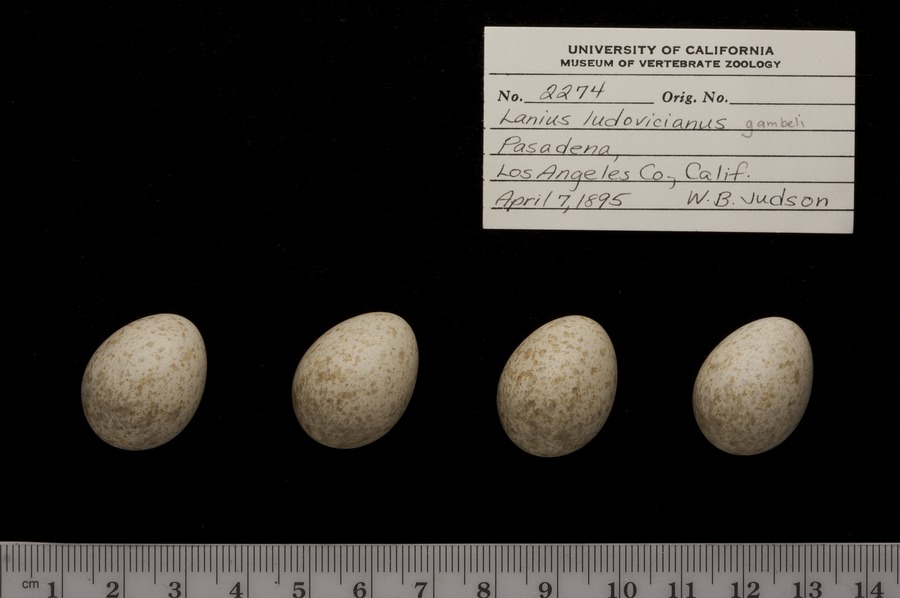 UNIVERSITY OF CALIFORNIA
MUSEUM OF VERTEBRATE ZOOLOGY
No. 2274 Orig. No.
Lanius ludovicianus gambeli
Pasadena,
Los Angeles Co., Calif.
April 7, 1895 W. B. Judson
cm 1 2 3 4 5 6 7 8 9 10 11 12 13 14